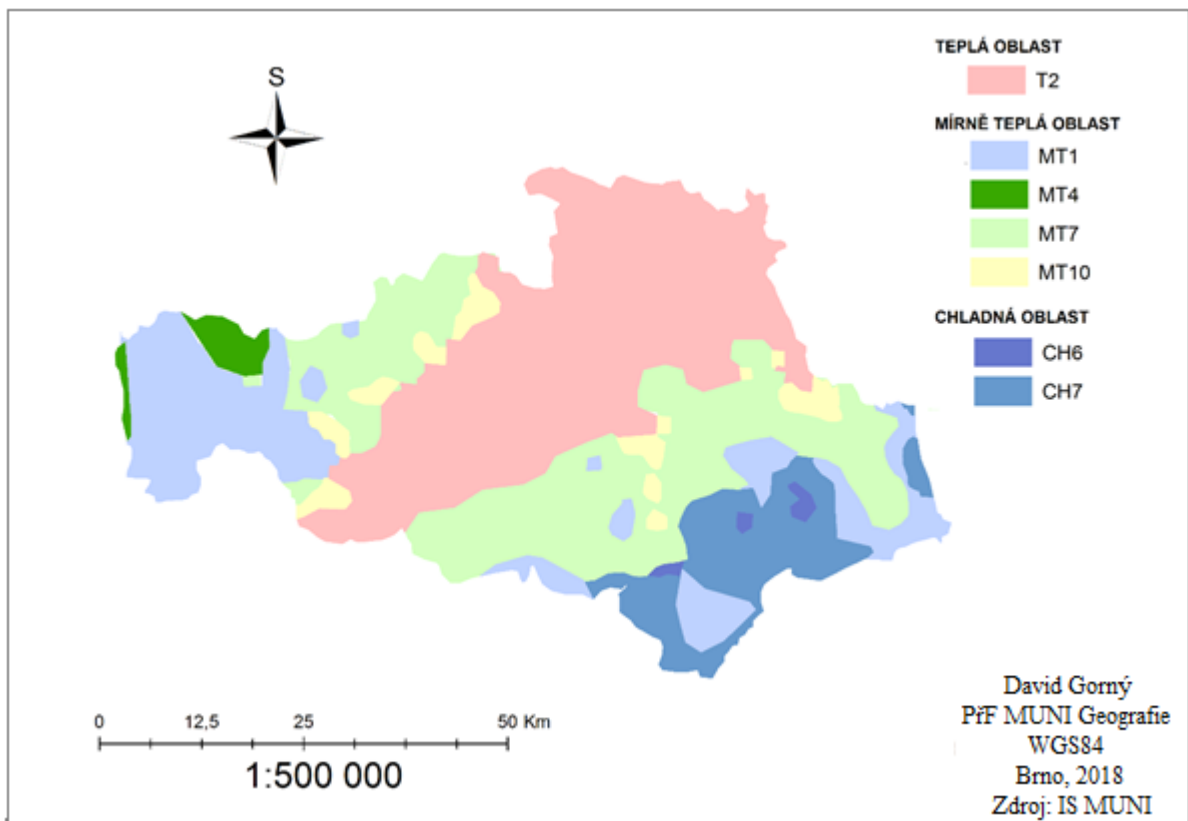 S
TEPLÁ OBLAST
T2
MÍRNĚ TEPLÁ OBLAST
MT1
MT4
MT7
MT10
CHLADNÁ OBLAST
CH6
CH7
0 12,5 25 50 Km
1:500 000
David Gorný
PřF MUNI Geografie
WGS84
Brno, 2018
Zdroj: IS MUNI